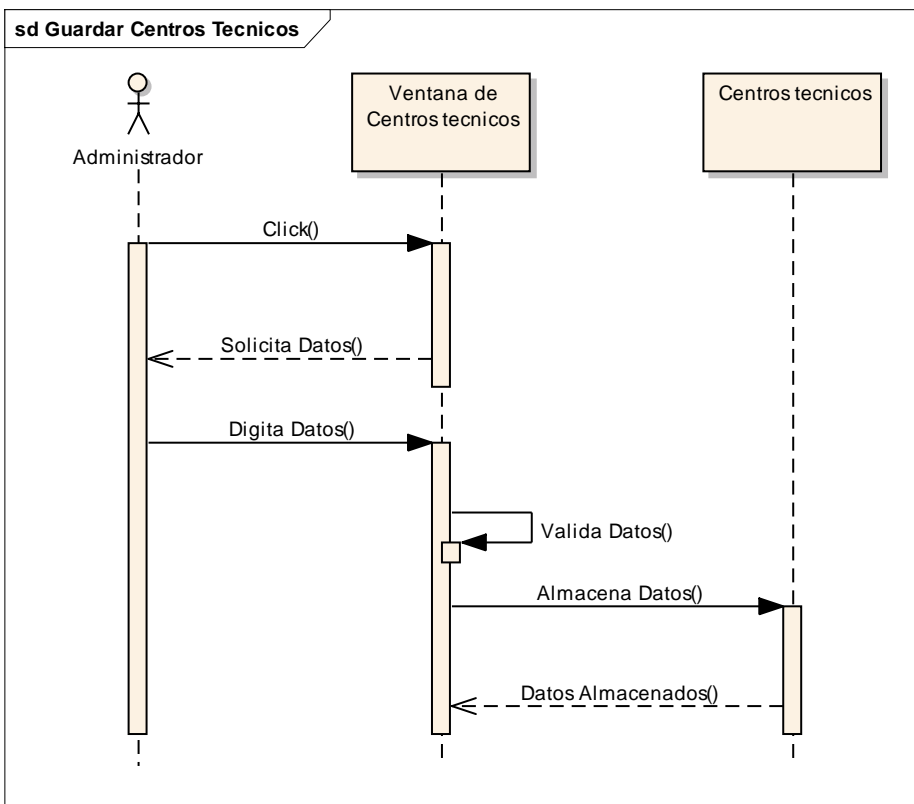 sd Guardar Centros Tecnicos
Administrador
Ventana de
Centros tecnicos
Centros tecnicos
Click()
Solicita Datos()
Digita Datos()
Valida Datos()
Almacena Datos()
Datos Almacenados()